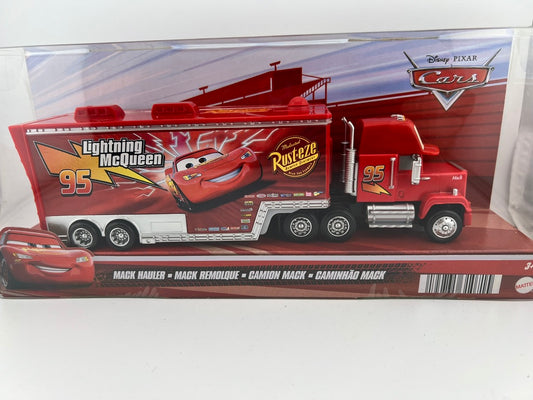 Disney PIXAR
Cars
Lightning
McQueen
95
Rust-eze
95
Mack
MACK HAULER • MACK REMOLQUE • CAMION MACK • CAMINHÃO MACK
3+
MATTEL